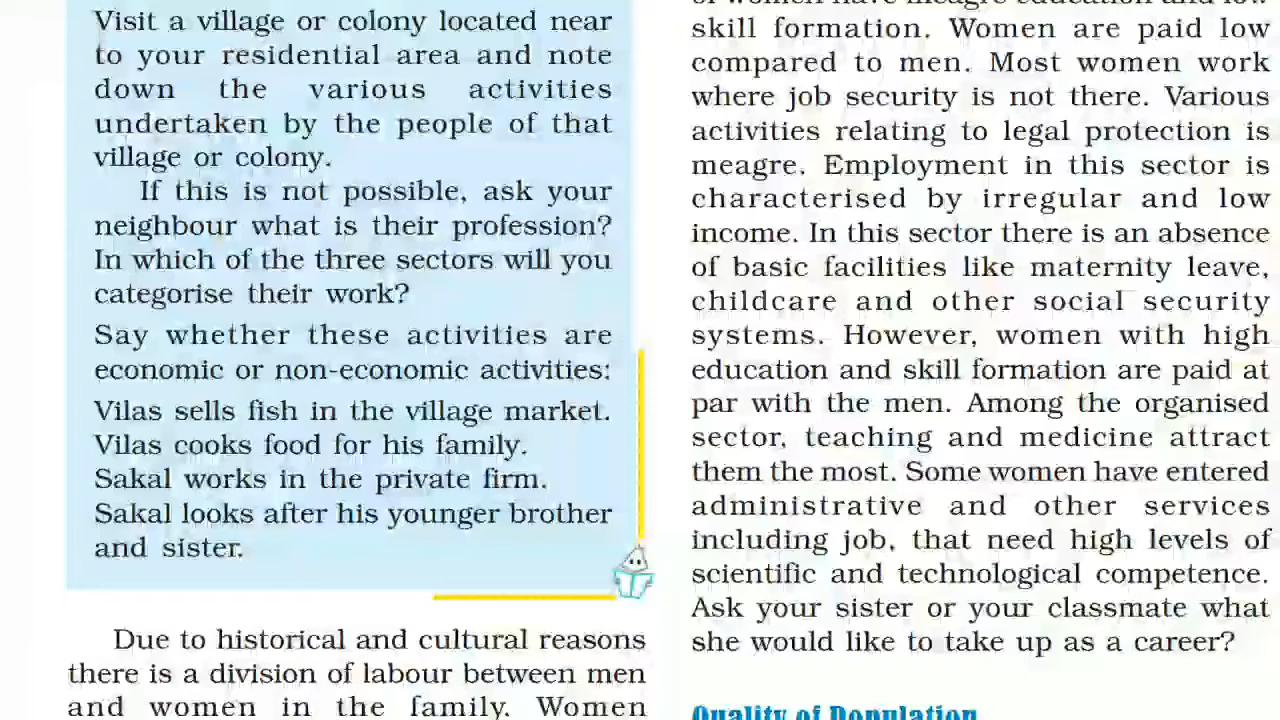 Visit a village or colony located near
to your residential area and note
down the various activities
undertaken by the people of that
village or colony.
If this is not possible, ask your
neighbour what is their profession?
In which of the three sectors will you
categorise their work?
Say whether these activities are
economic or non-economic activities:
Vilas sells fish in the village market.
Vilas cooks food for his family.
Sakal works in the private firm.
Sakal looks after his younger brother
and sister.
Due to historical and cultural reasons
there is a division of labour between men
and women in the family. Women
of women have meagre education and low
skill formation. Women are paid low
compared to men. Most women work
where job security is not there. Various
activities relating to legal protection is
meagre. Employment in this sector is
characterised by irregular and low
income. In this sector there is an absence
of basic facilities like maternity leave,
childcare and other social security
systems. However, women with high
education and skill formation are paid at
par with the men. Among the organised
sector, teaching and medicine attract
them the most. Some women have entered
administrative and other services
including job, that need high levels of
scientific and technological competence.
Ask your sister or your classmate what
she would like to take up as a career?
Quality of Population